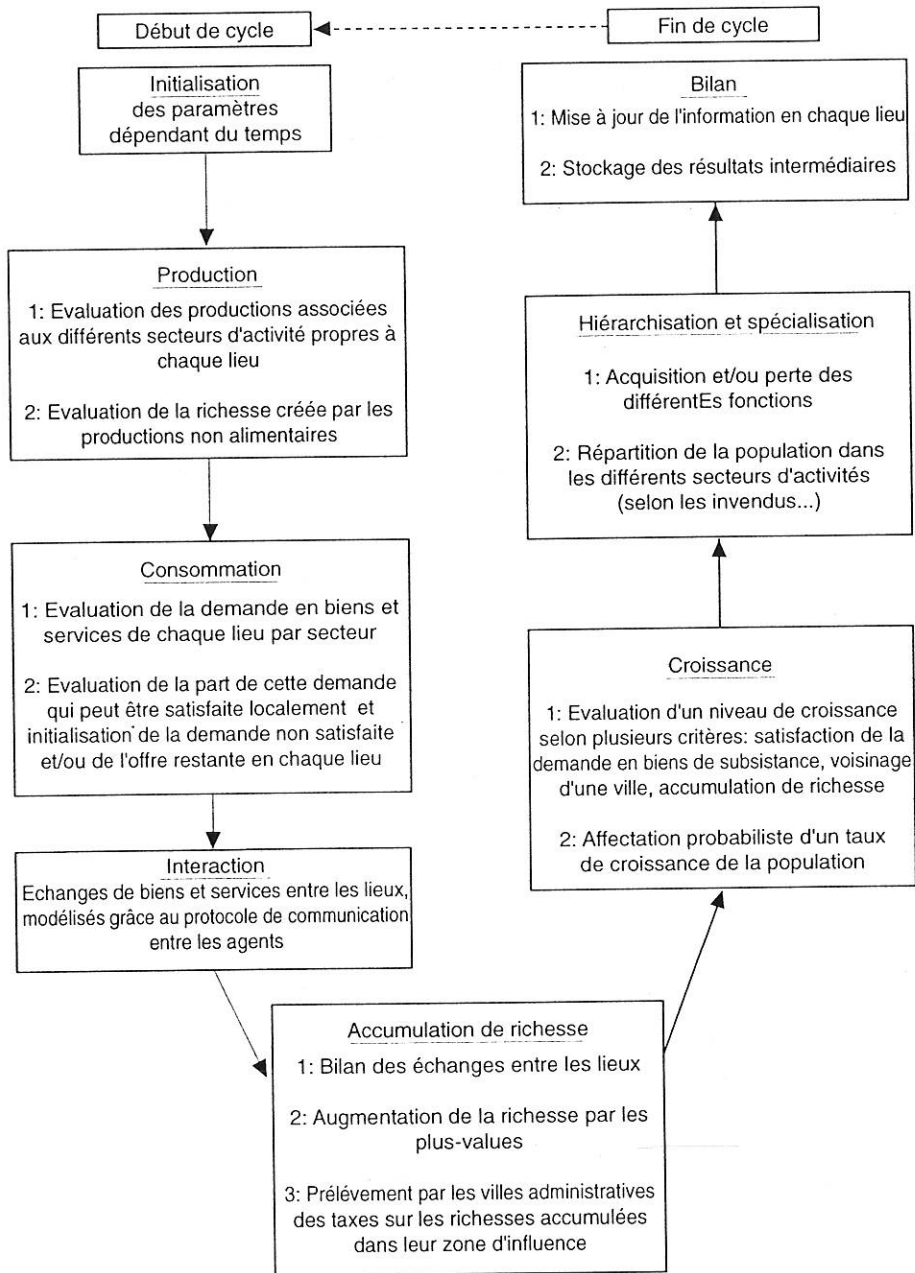 Début de cycle
Fin de cycle
Initialisation
des paramètres
dépendant du temps
Production
1: Evaluation des productions associées
aux différents secteurs d'activité propres à
chaque lieu
2: Evaluation de la richesse créée par les
productions non alimentaires
Consommation
1: Evaluation de la demande en biens et
services de chaque lieu par secteur
2: Evaluation de la part de cette demande
qui peut être satisfaite localement et
initialisation de la demande non satisfaite
et/ou de l'offre restante en chaque lieu
Interaction
Echanges de biens et services entre les lieux,
modélisés grâce au protocole de communication
entre les agents
Accumulation de richesse
1: Bilan des échanges entre les lieux
2: Augmentation de la richesse par les
plus-values
3: Prélévement par les villes administratives
des taxes sur les richesses accumulées
dans leur zone d'influence
Croissance
1: Evaluation d'un niveau de croissance
selon plusieurs critères: satisfaction de la
demande en biens de subsistance, voisinage
d'une ville, accumulation de richesse
2: Affectation probabiliste d'un taux
de croissance de la population
Hiérarchisation et spécialisation
1: Acquisition et/ou perte des
différentEs fonctions
2: Répartition de la population dans
les différents secteurs d'activités
(selon les invendus...)
Bilan
1: Mise à jour de l'information en chaque lieu
2: Stockage des résultats intermédiaires